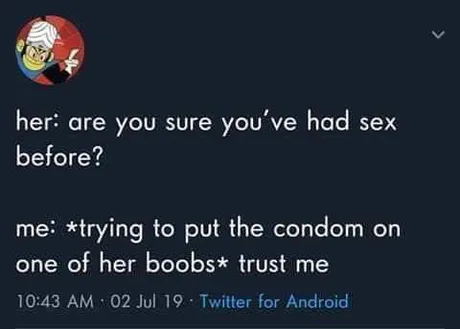 her: are you sure you've had sex
before?
me: *trying to put the condom on
one of her boobs* trust me
10:43 AM · 02 Jul 19 · Twitter for Android